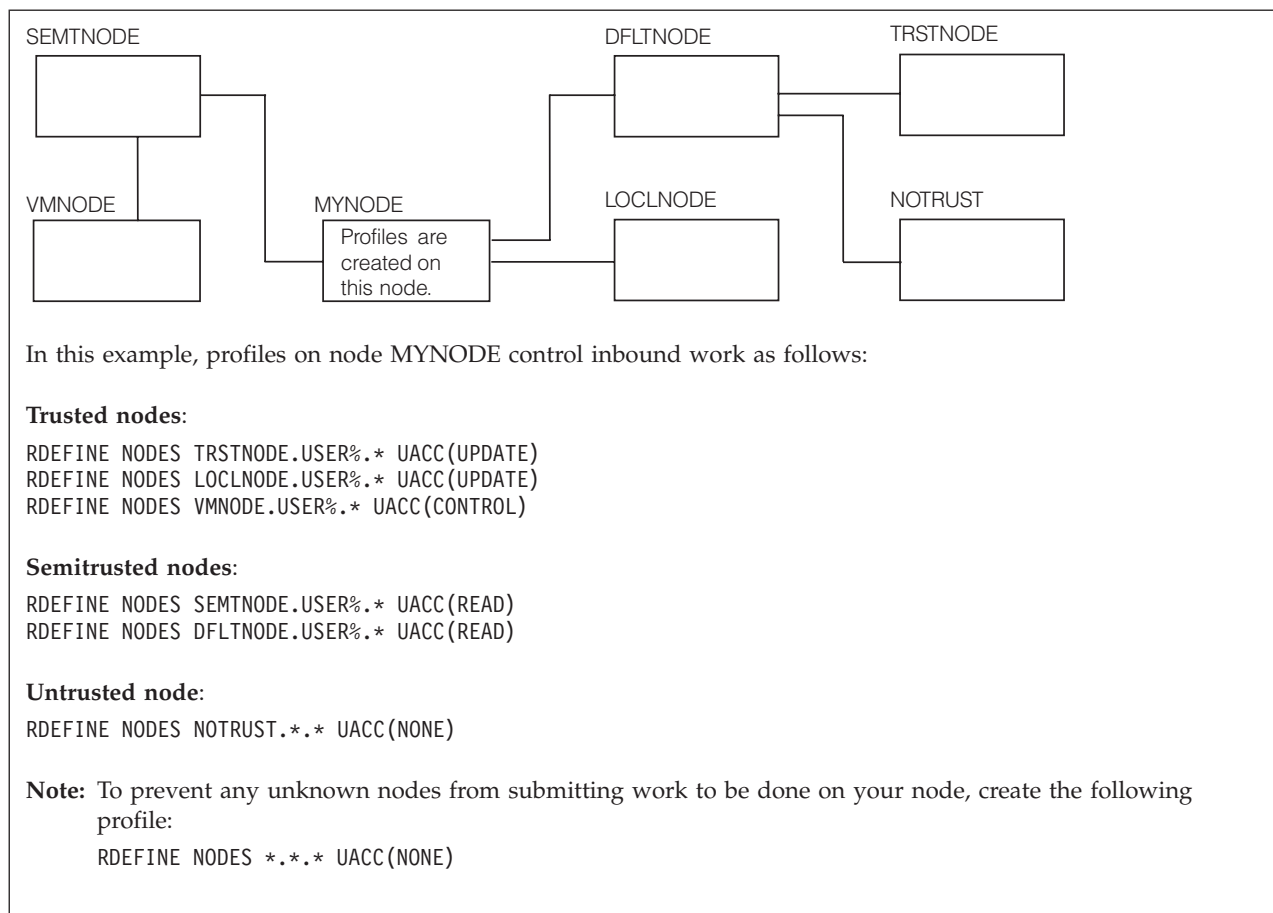 SEMTNODE
DFLTNODE
TRSTNODE
VMNODE
MYNODE
LOCLNODE
NOTRUST
Profiles are
created on
this node.
In this example, profiles on node MYNODE control inbound work as follows:
Trusted nodes:
RDEFINE NODES TRSTNODE.USER%.* UACC(UPDATE)
RDEFINE NODES LOCLNODE.USER%.* UACC(UPDATE)
RDEFINE NODES VMNODE.USER%.* UACC(CONTROL)
Semitrusted nodes:
RDEFINE NODES SEMTNODE.USER%.* UACC(READ)
RDEFINE NODES DFLTNODE.USER%.* UACC(READ)
Untrusted node:
RDEFINE NODES NOTRUST.*.* UACC(NONE)
Note: To prevent any unknown nodes from submitting work to be done on your node, create the following
profile:
RDEFINE NODES *.*.* UACC(NONE)